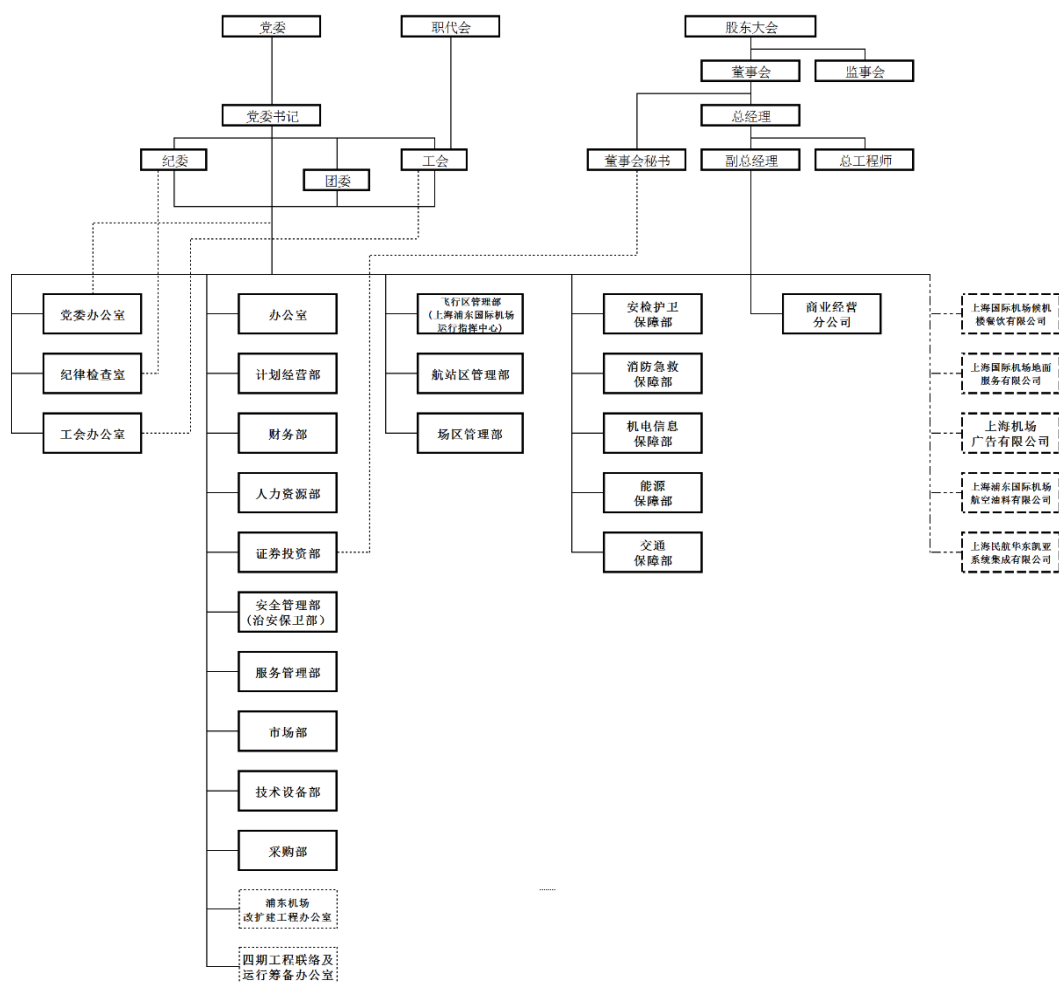 党委
职代会
股东大会
董事会
监事会
党委书记
总经理
纪委
团委
工会
董事会秘书
副总经理
总工程师
党委办公室
纪律检查室
工会办公室
办公室
计划经营部
财务部
人力资源部
证券投资部
安全管理部
(治安保卫部)
服务管理部
市场部
技术设备部
采购部
浦东机场
改扩建工程办公室
四期工程联络及
运行筹备办公室
飞行区管理部
(上海浦东国际机场
运行指挥中心)
航站区管理部
场区管理部
安检护卫
保障部
消防急救
保障部
机电信息
保障部
能源
保障部
交通
保障部
商业经营
分公司
上海国际机场候机
楼餐饮有限公司
上海国际机场地面
服务有限公司
上海机场
广告有限公司
上海浦东国际机场
航空油料有限公司
上海民航华东凯亚
系统集成有限公司